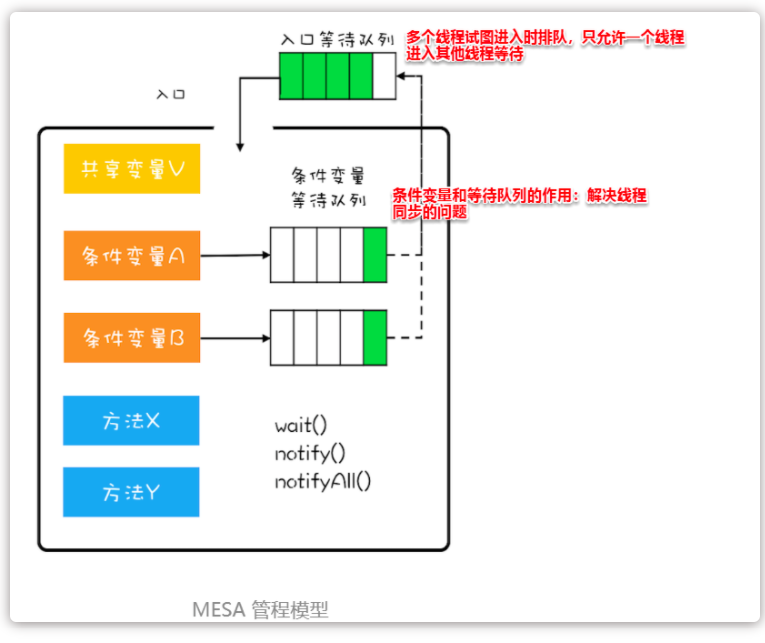 入口等待队列
多个线程试图进入时排队，只允许一个线程
进入其他线程等待
入口
共享变量V
条件变量
等待队列
条件变量和等待队列的作用：解决线程
同步的问题
条件变量A
条件变量B
方法X
方法Y
wait()
notify()
notifyAll()
MESA 管程模型